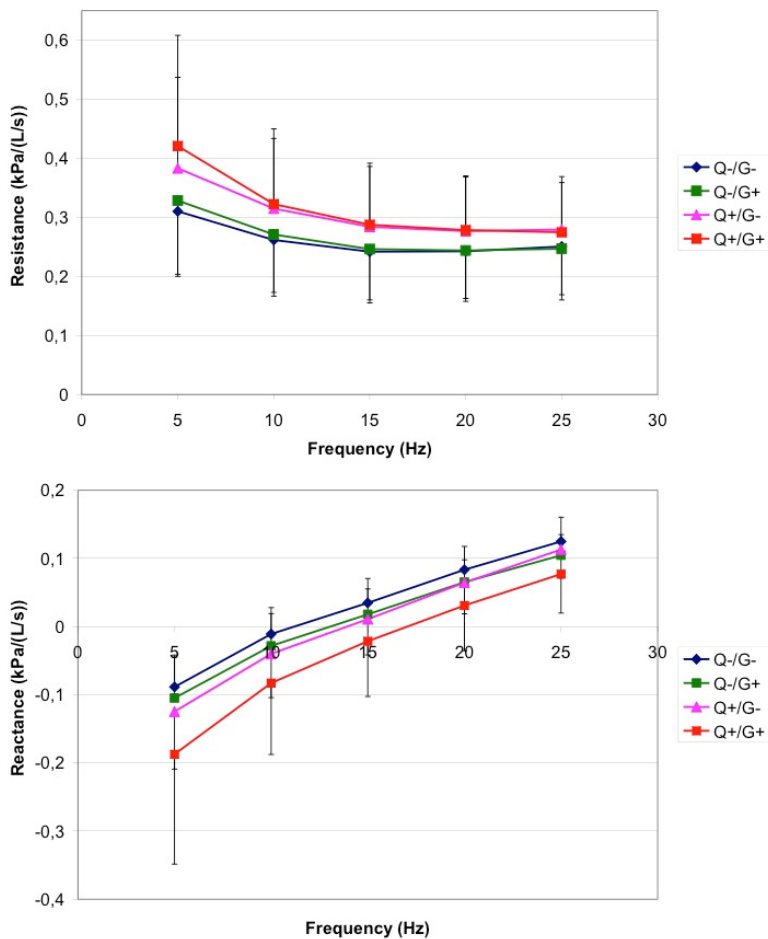 0,6
0,5
0,4
0,3
0,2
0,1
0
Resistance (kPa/(L/s))
0 5 10 15 20 25 30
Frequency (Hz)
Q-/G-
Q-/G+
Q+/G-
Q+/G+
0,2
0,1
0
-0,1
-0,2
-0,3
-0,4
Reactance (kPa/(L/s))
0 5 10 15 20 25 30
Frequency (Hz)
Q-/G-
Q-/G+
Q+/G-
Q+/G+